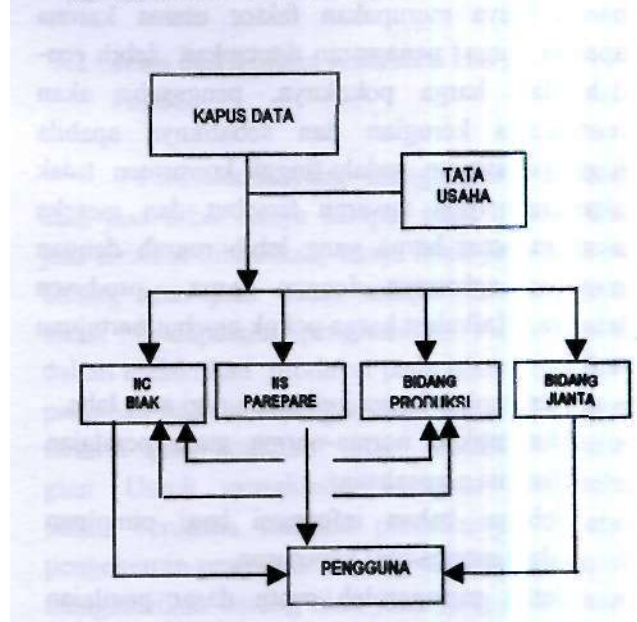 KAPUS DATA
TATA
USAHA
IIC
BIAK
IIS
PAREPARE
BIDANG
PRODUKSI
BIDANG
JIANTA
PENGGUNA